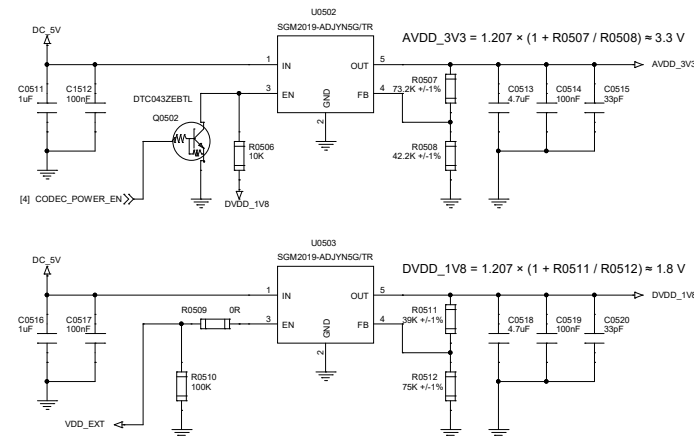 U0502
SGM2019-ADJYN5G/TR
AVDD_3V3 = 1.207 × (1 + R0507 / R0508) ≈ 3.3 V
DC_5V
1 IN OUT 5
AVDD_3V3
C0511
1uF
C1512
100nF
DTC043ZEBTL
Q0502
3 EN FB 4
GND
2
R0507
73.2K +/-1%
C0513
4.7uF
C0514
100nF
C0515
33pF
R0506
10K
R0508
42.2K +/-1%
[4] CODEC_POWER_EN
DVDD_1V8
U0503
SGM2019-ADJYN5G/TR
DVDD_1V8 = 1.207 × (1 + R0511 / R0512) ≈ 1.8 V
DC_5V
1 IN OUT 5
DVDD_1V8
C0516
1uF
C0517
100nF
R0509 0R
3 EN FB 4
GND
2
R0511
39K +/-1%
C0518
4.7uF
C0519
100nF
C0520
33pF
R0510
100K
R0512
75K +/-1%
VDD_EXT